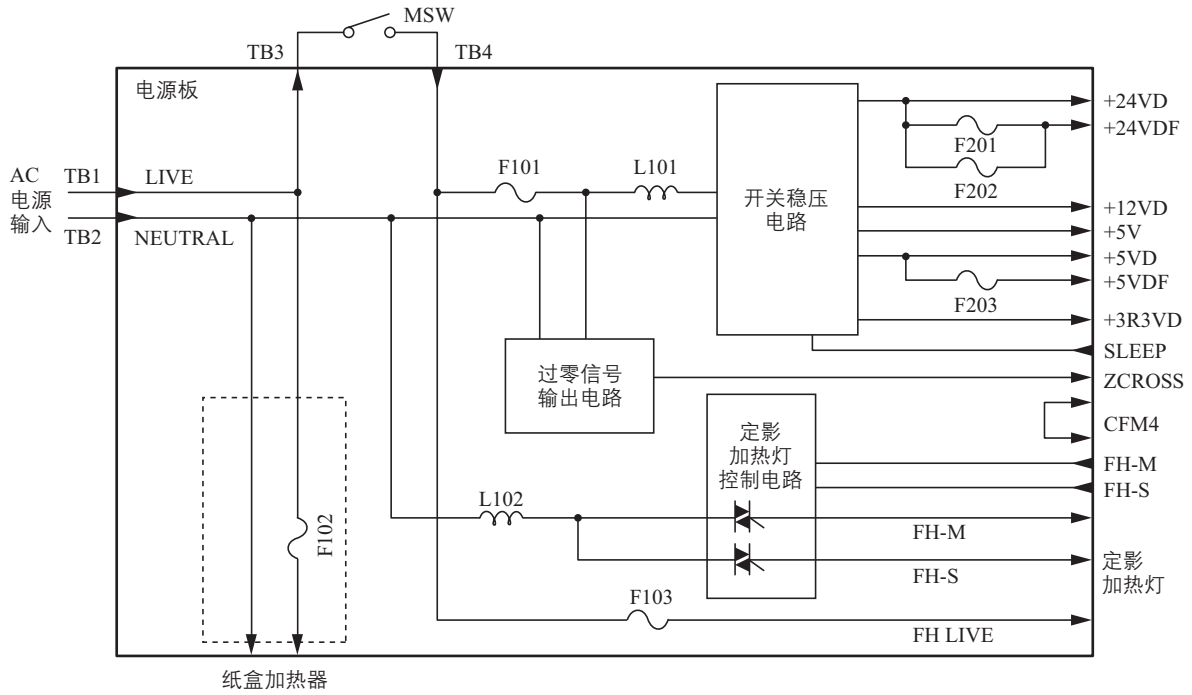 MSW
TB3
TB4
电源板
+24VD
+24VDF
F201
F202
AC
电源
输入
TB1
LIVE
F101
L101
开关稳压
电路
+12VD
TB2
NEUTRAL
+5V
+5VD
+5VDF
F203
+3R3VD
SLEEP
过零信号
输出电路
ZCROSS
CFM4
定影
加热灯
控制电路
FH-M
FH-S
L102
F102
FH-M
FH-S
定影
加热灯
F103
FH LIVE
纸盒加热器